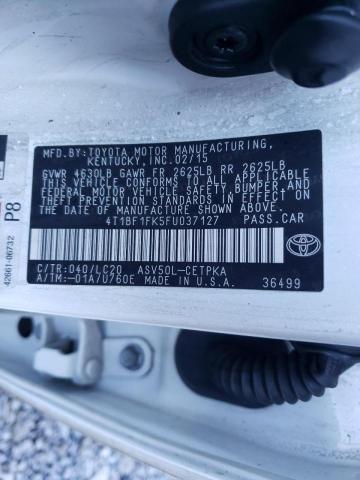 MFD.BY:TOYOTA MOTOR MANUFACTURING,
KENTUCKY, INC. 02/15
GVWR 4630LB GAWR FR 2625LB RR 2625LB
THIS VEHICLE CONFORMS TO ALL APPLICABLE
FEDERAL MOTOR VEHICLE SAFETY, BUMPER, AND
THEFT PREVENTION STANDARDS IN EFFECT ON
THE DATE OF MANUFACTURE SHOWN ABOVE.
4T1BF1FK5FU037127 PASS.CAR
C/TR:040/LC20 ASV50L-CETPKA
A/TM:-01A/U760E MADE IN U.S.A. 36499
TOYOTA
P8
42661-06732